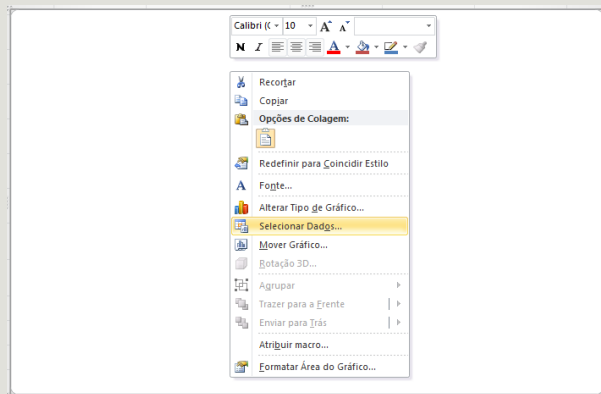 Calibri (( 10 A A
N I A
Recortar
Copiar
Opções de Colagem:
Redefinir para Coincidir Estilo
A Fonte...
Alterar Tipo de Gráfico...
Selecionar Dados...
Mover Gráfico...
Rotação 3D...
Agrupar
Trazer para a Frente
Enviar para Trás
Atribuir macro...
Formatar Área do Gráfico...